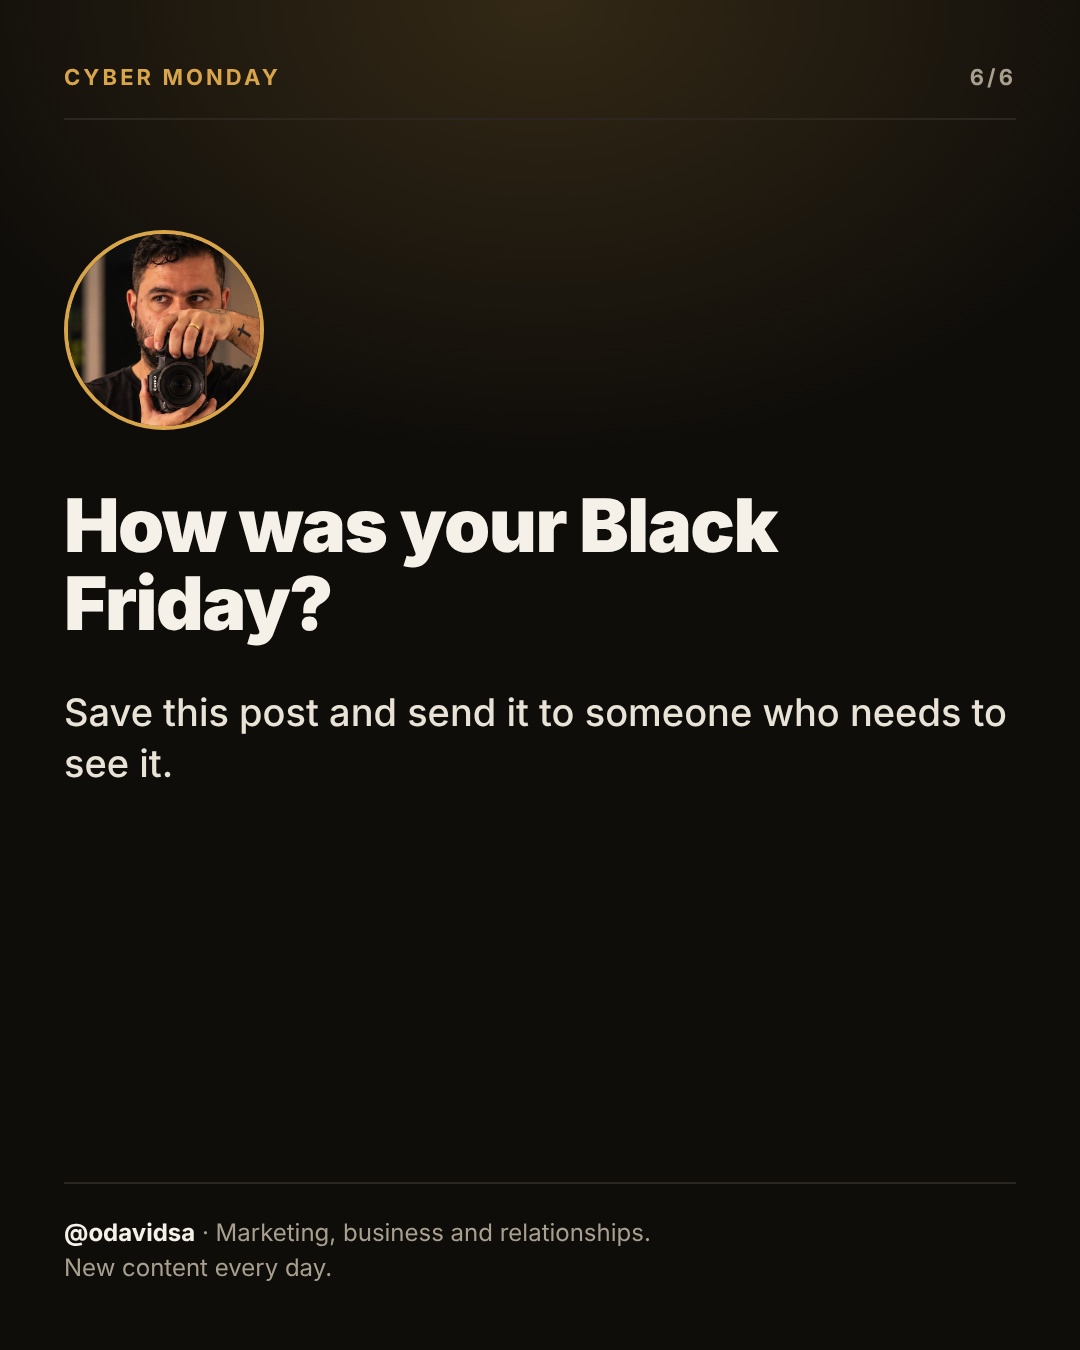 CYBER MONDAY
6/6
How was your Black
Friday?
Save this post and send it to someone who needs to
see it.
@odavidsa · Marketing, business and relationships.
New content every day.